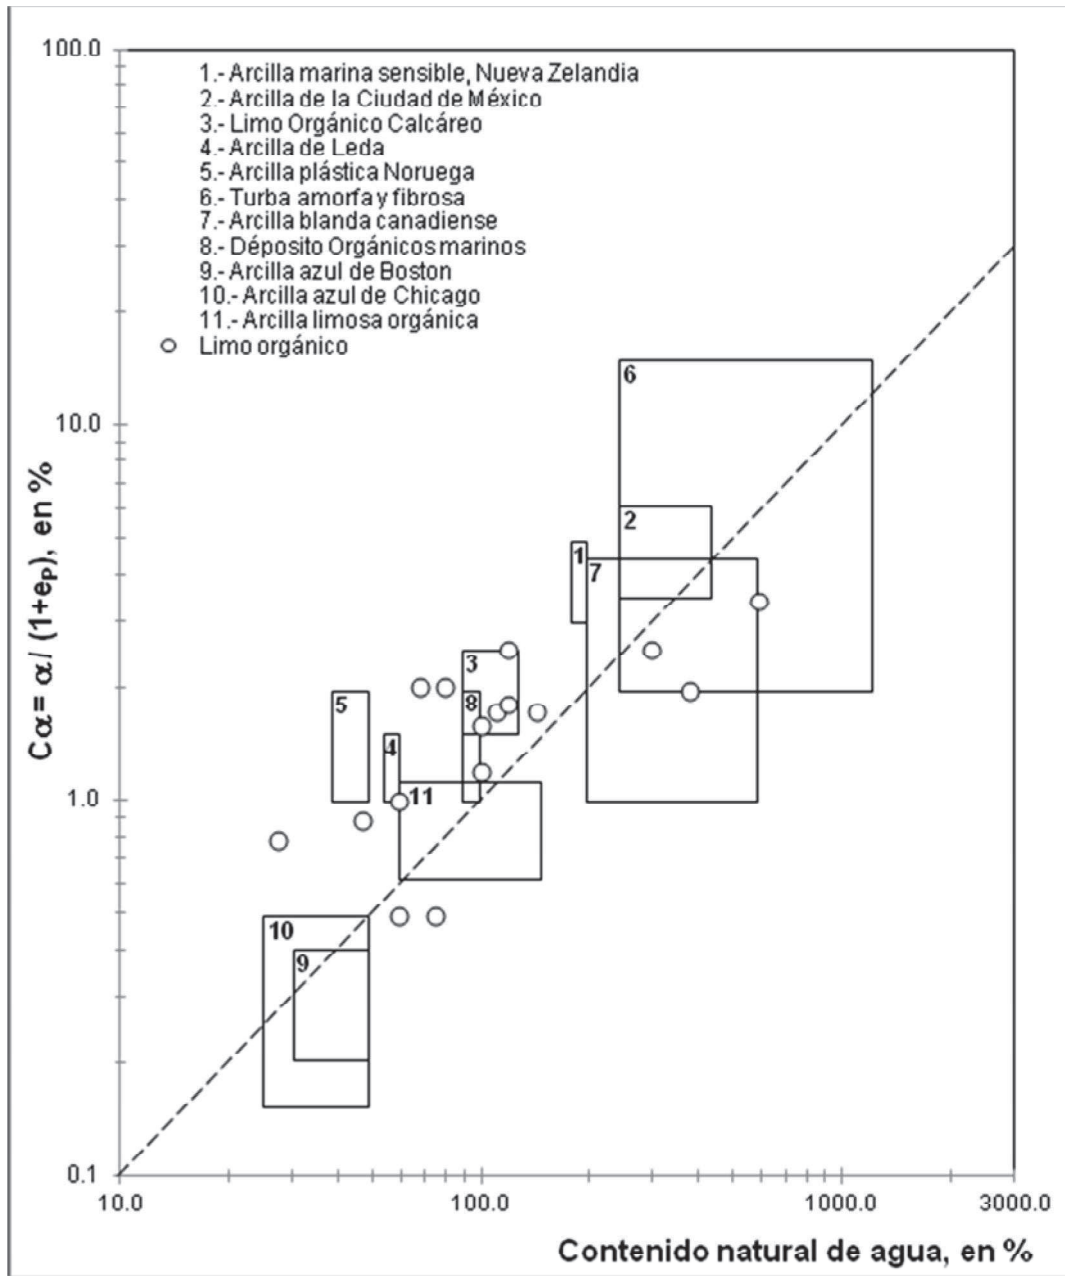 100.0
1.- Arcilla marina sensible, Nueva Zelandia
2.- Arcilla de la Ciudad de México
3.- Limo Orgánico Calcáreo
4.- Arcilla de Leda
5.- Arcilla plástica Noruega
6.- Turba amorfa y fibrosa
7.- Arcilla blanda canadiense
8.- Déposito Orgánicos marinos
9.- Arcilla azul de Boston
10.- Arcilla azul de Chicago
11.- Arcilla limosa orgánica
Limo orgánico
6
10.0
2
1
7
3
5
8
4
1.0
11
10
9
0.1
10.0 100.0 1000.0 3000.0
Cα = α/ (1+eP), en %
Contenido natural de agua, en %